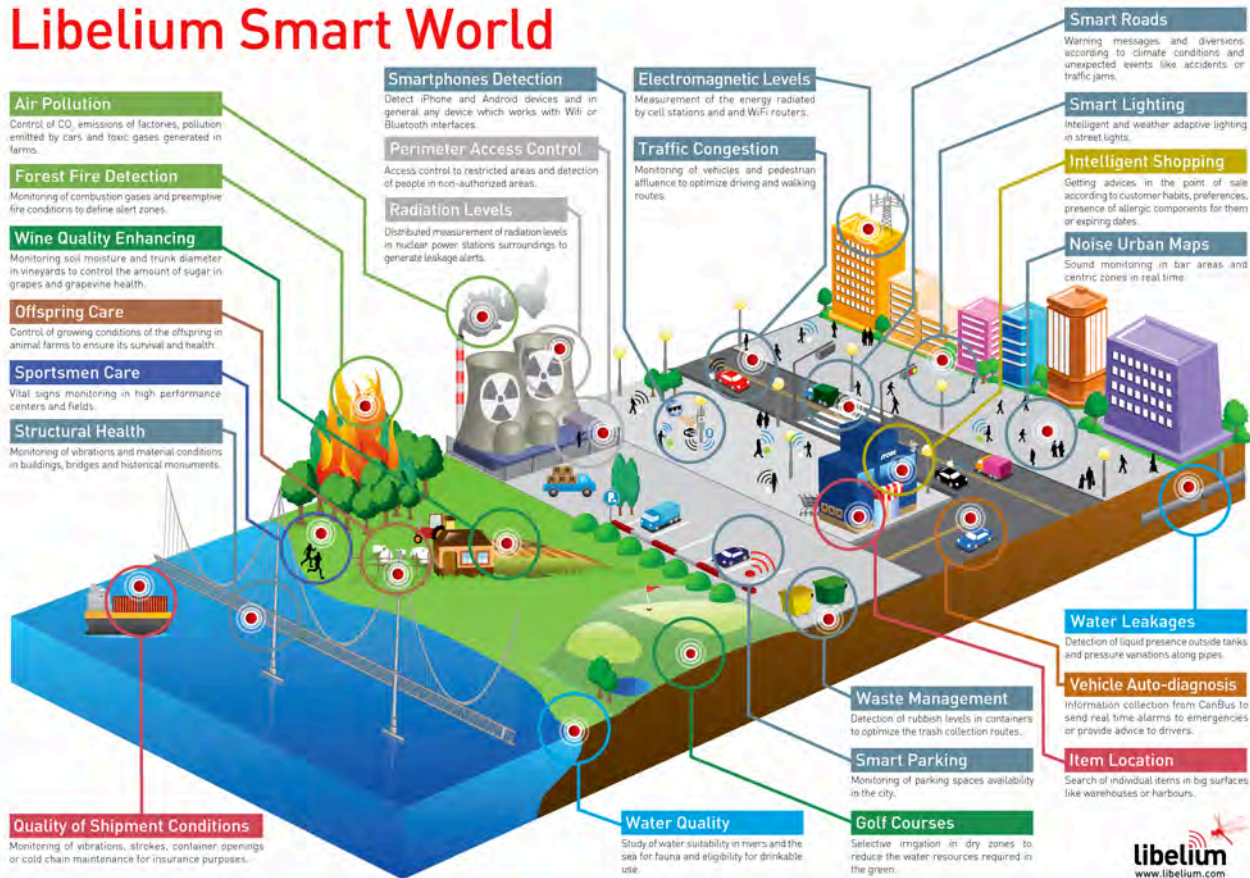 Libelium Smart World
Air Pollution
Control of CO₂ emissions of factories, pollution
emitted by cars and toxic gases generated in
farms.
Forest Fire Detection
Monitoring of combustion gases and preemptive
fire conditions to define alert zones.
Wine Quality Enhancing
Monitoring soil moisture and trunk diameter
in vineyards to control the amount of sugar in
grapes and grapevine health.
Offspring Care
Control of growing conditions of the offspring in
animal farms to ensure its survival and health.
Sportsmen Care
Vital signs monitoring in high performance
centers and fields.
Structural Health
Monitoring of vibrations and material conditions
in buildings, bridges and historical monuments.
Quality of Shipment Conditions
Monitoring of vibrations, strokes, container openings
or cold chain maintenance for insurance purposes.
Smartphones Detection
Detect iPhone and Android devices and in
general any device which works with Wifi or
Bluetooth interfaces.
Perimeter Access Control
Access control to restricted areas and detection
of people in non-authorized areas.
Radiation Levels
Distributed measurement of radiation levels
in nuclear power stations surroundings to
generate leakage alerts.
Electromagnetic Levels
Measurement of the energy radiated
by cell stations and and WiFi routers.
Traffic Congestion
Monitoring of vehicles and pedestrian
affluence to optimize driving and walking
routes.
Smart Roads
Warning messages and diversions
according to climate conditions and
unexpected events like accidents or
traffic jams.
Smart Lighting
Intelligent and weather adaptive lighting
in street lights.
Intelligent Shopping
Getting advices in the point of sale
according to customer habits, preferences,
presence of allergic components for them
or expiring dates.
Noise Urban Maps
Sound monitoring in bar areas and
centric zones in real time.
STORE
P
Water Leakages
Detection of liquid presence outside tanks
and pressure variations along pipes.
Vehicle Auto-diagnosis
Information collection from CanBus to
send real time alarms to emergencies
or provide advice to drivers.
Item Location
Search of individual items in big surfaces
like warehouses or harbours.
Waste Management
Detection of rubbish levels in containers
to optimize the trash collection routes.
Smart Parking
Monitoring of parking spaces availability
in the city.
Golf Courses
Selective irrigation in dry zones to
reduce the water resources required in
the green.
Water Quality
Study of water suitability in rivers and the
sea for fauna and eligibility for drinkable
use.
libelium
www.libelium.com